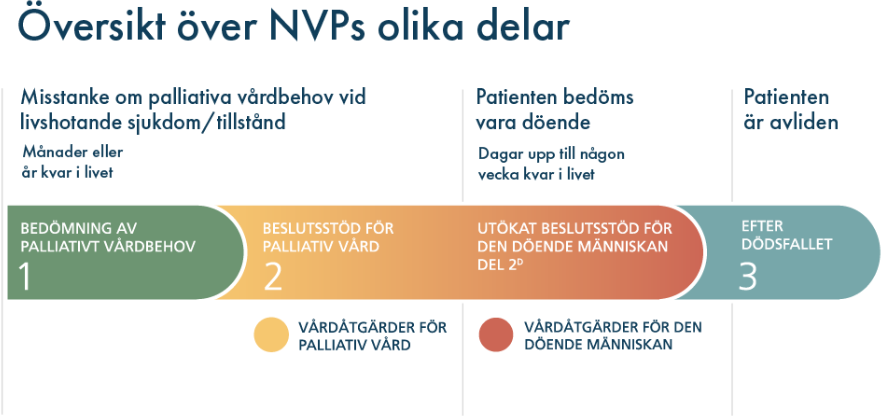 Översikt över NVPs olika delar
Misstanke om palliativa vårdbehov vid
livshotande sjukdom/tillstånd
Månader eller
år kvar i livet
Patienten bedöms
vara döende
Dagar upp till någon
vecka kvar i livet
Patienten
är avliden
BEDÖMNING AV
PALLIATIVT VÅRDBEHOV
1
BESLUTSSTÖD FÖR
PALLIATIV VÅRD
2
UTÖKAT BESLUTSSTÖD FÖR
DEN DÖENDE MÄNNISKAN
DEL 2ᴰ
EFTER
DÖDSFALLET
3
VÅRDÅTGÄRDER FÖR
PALLIATIV VÅRD
VÅRDÅTGÄRDER FÖR DEN
DÖENDE MÄNNISKAN